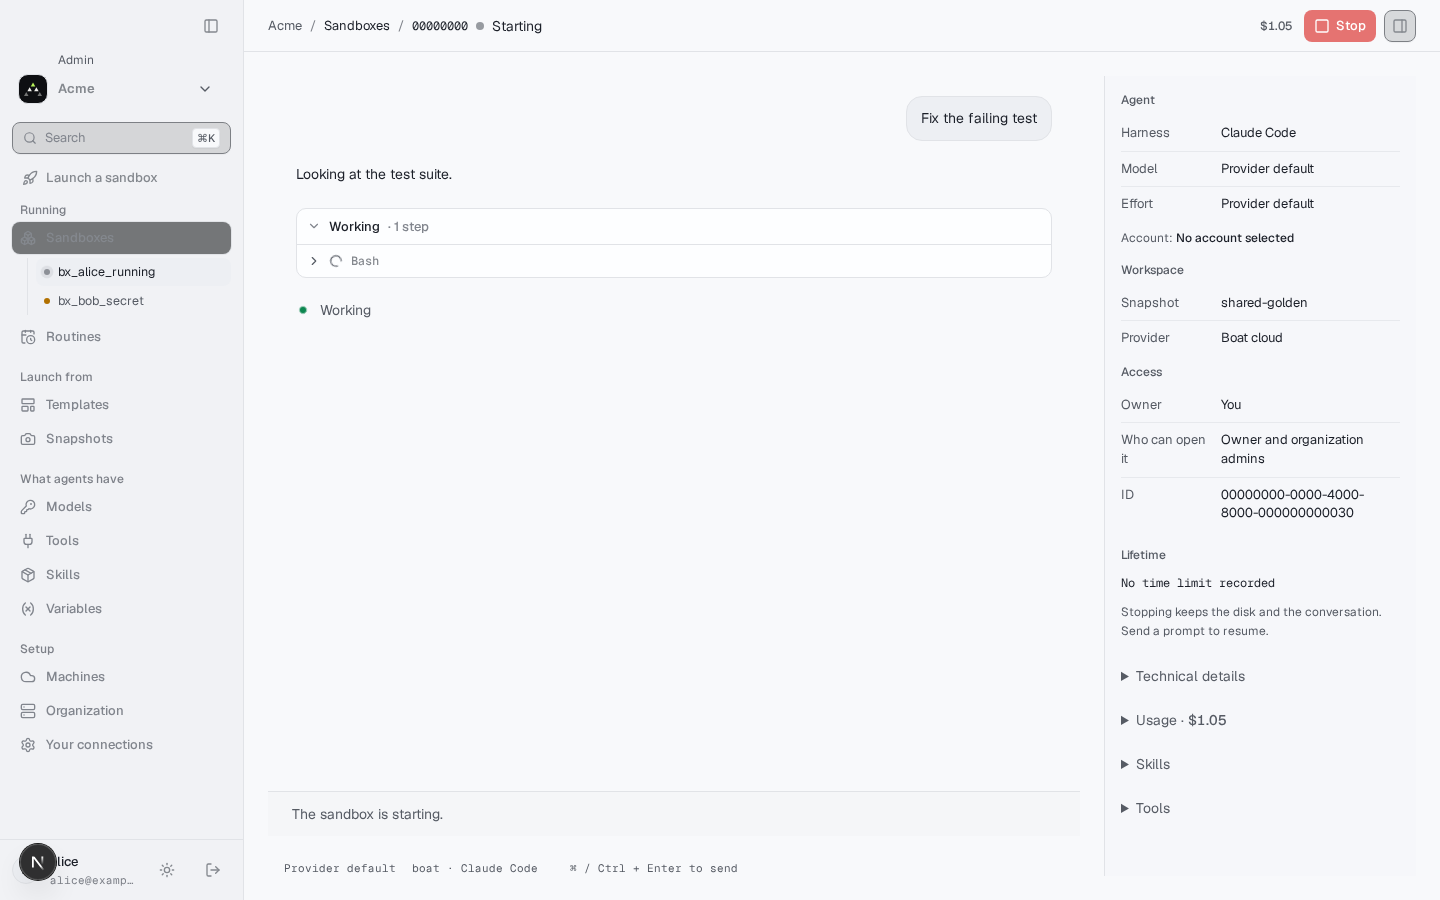 Admin
Acme
Search ⌘K
Launch a sandbox
Running
Sandboxes
bx_alice_running
bx_bob_secret
Routines
Launch from
Templates
Snapshots
What agents have
Models
Tools
Skills
Variables
Setup
Machines
Organization
Your connections
N
lice
alice@examp…
Acme / Sandboxes / 00000000 Starting
$1.05 Stop
Fix the failing test
Looking at the test suite.
Working · 1 step
Bash
Working
The sandbox is starting.
Provider default boat · Claude Code ⌘ / Ctrl + Enter to send
Agent
Harness Claude Code
Model Provider default
Effort Provider default
Account: No account selected
Workspace
Snapshot shared-golden
Provider Boat cloud
Access
Owner You
Who can open it Owner and organization admins
ID 00000000-0000-4000-
8000-000000000030
Lifetime
No time limit recorded
Stopping keeps the disk and the conversation.
Send a prompt to resume.
Technical details
Usage · $1.05
Skills
Tools